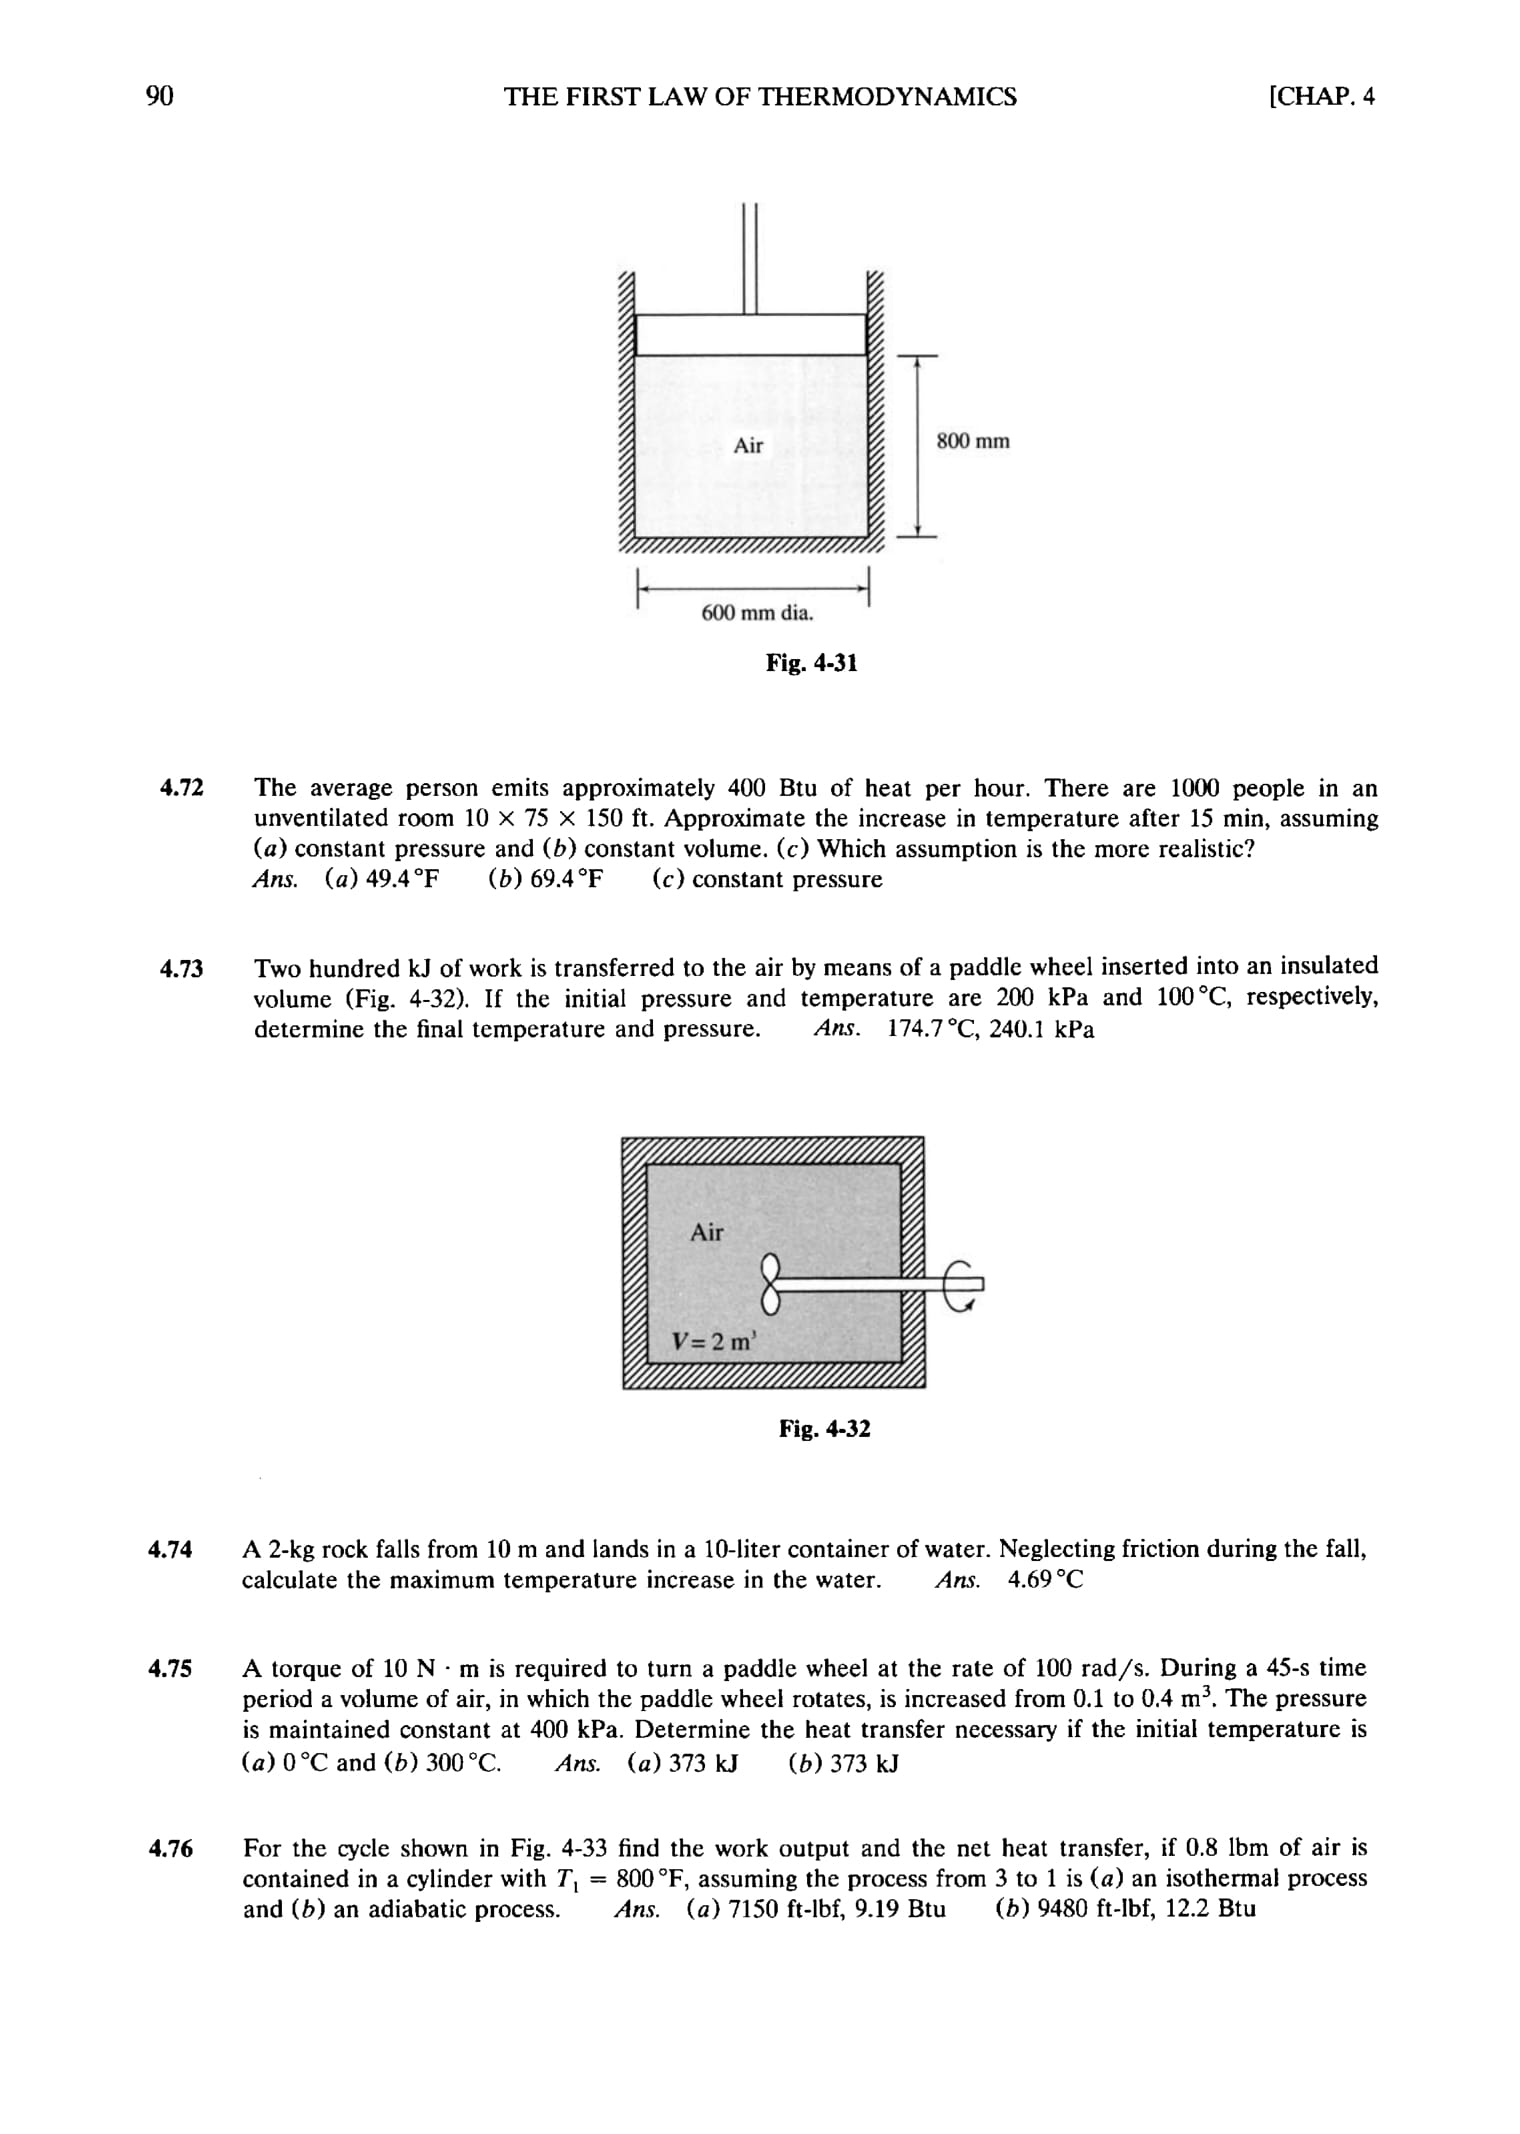 90 THE FIRST LAW OF THERMODYNAMICS [CHAP. 4
Air
800 mm
600 mm dia.
Fig. 4-31
4.72 The average person emits approximately 400 Btu of heat per hour. There are 1000 people in an
unventilated room 10 × 75 × 150 ft. Approximate the increase in temperature after 15 min, assuming
(a) constant pressure and (b) constant volume. (c) Which assumption is the more realistic?
Ans. (a) 49.4 °F (b) 69.4 °F (c) constant pressure
4.73 Two hundred kJ of work is transferred to the air by means of a paddle wheel inserted into an insulated
volume (Fig. 4-32). If the initial pressure and temperature are 200 kPa and 100 °C, respectively,
determine the final temperature and pressure. Ans. 174.7 °C, 240.1 kPa
Air
V = 2 m³
Fig. 4-32
4.74 A 2-kg rock falls from 10 m and lands in a 10-liter container of water. Neglecting friction during the fall,
calculate the maximum temperature increase in the water. Ans. 4.69 °C
4.75 A torque of 10 N · m is required to turn a paddle wheel at the rate of 100 rad/s. During a 45-s time
period a volume of air, in which the paddle wheel rotates, is increased from 0.1 to 0.4 m³. The pressure
is maintained constant at 400 kPa. Determine the heat transfer necessary if the initial temperature is
(a) 0 °C and (b) 300 °C. Ans. (a) 373 kJ (b) 373 kJ
4.76 For the cycle shown in Fig. 4-33 find the work output and the net heat transfer, if 0.8 lbm of air is
contained in a cylinder with T₁ = 800 °F, assuming the process from 3 to 1 is (a) an isothermal process
and (b) an adiabatic process. Ans. (a) 7150 ft-lbf, 9.19 Btu (b) 9480 ft-lbf, 12.2 Btu